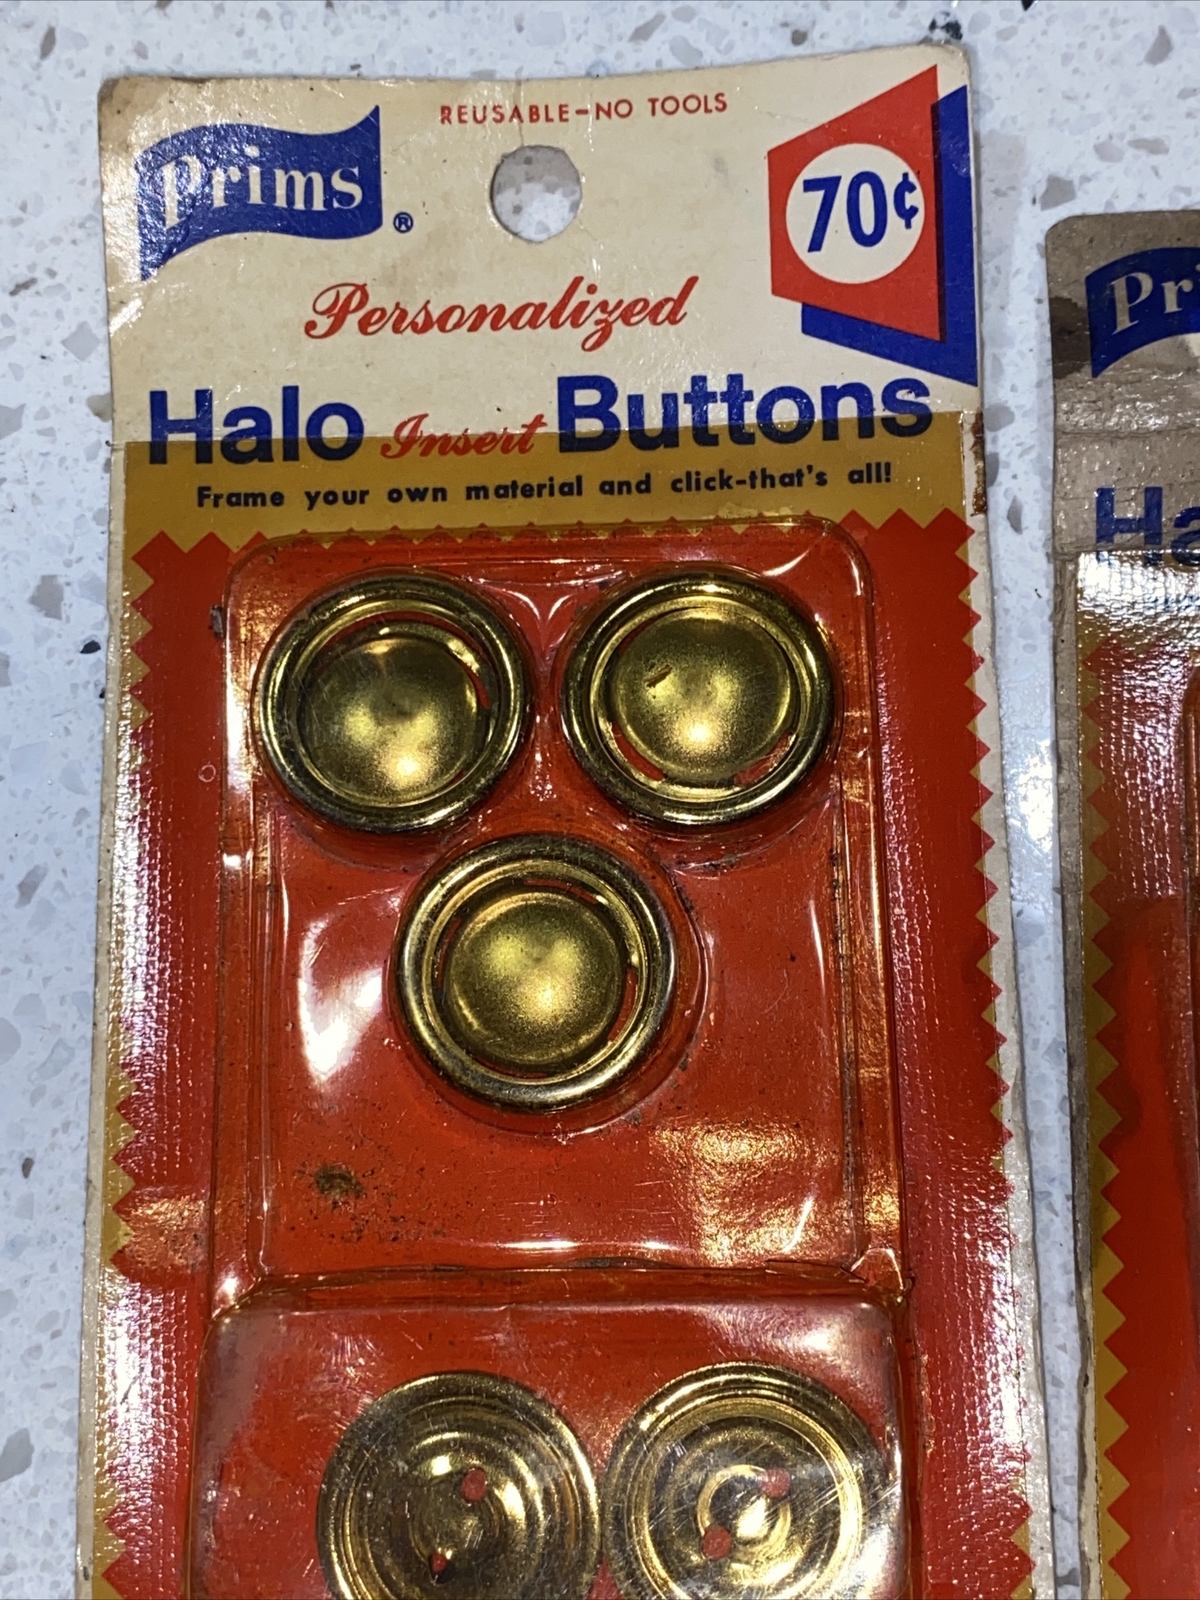 REUSABLE-NO TOOLS
Prims
®
70¢
Personalized
Halo Insert Buttons
Frame your own material and click-that's all!
Pri
Ha